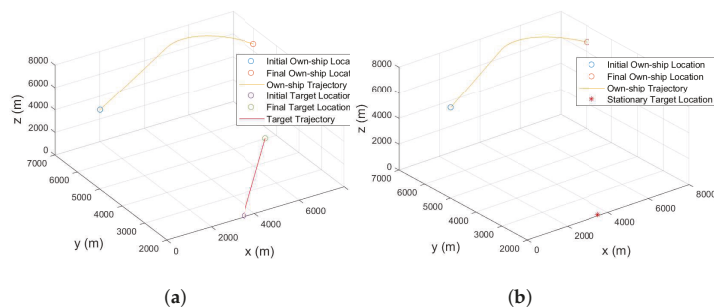 8000
6000
4000
2000
0
z (m)
7000
6000
5000
4000
3000
2000
y (m)
0
2000
4000
6000
x (m)
Initial Own-ship Locat
Final Own-ship Locati
Own-ship Trajectory
Initial Target Location
Final Target Location
Target Trajectory
(a)
8000
6000
4000
2000
0
z (m)
7000
6000
5000
4000
3000
2000
y (m)
0
2000
4000
6000
8000
x (m)
Initial Own-ship Location
Final Own-ship Location
Own-ship Trajectory
Stationary Target Location
(b)